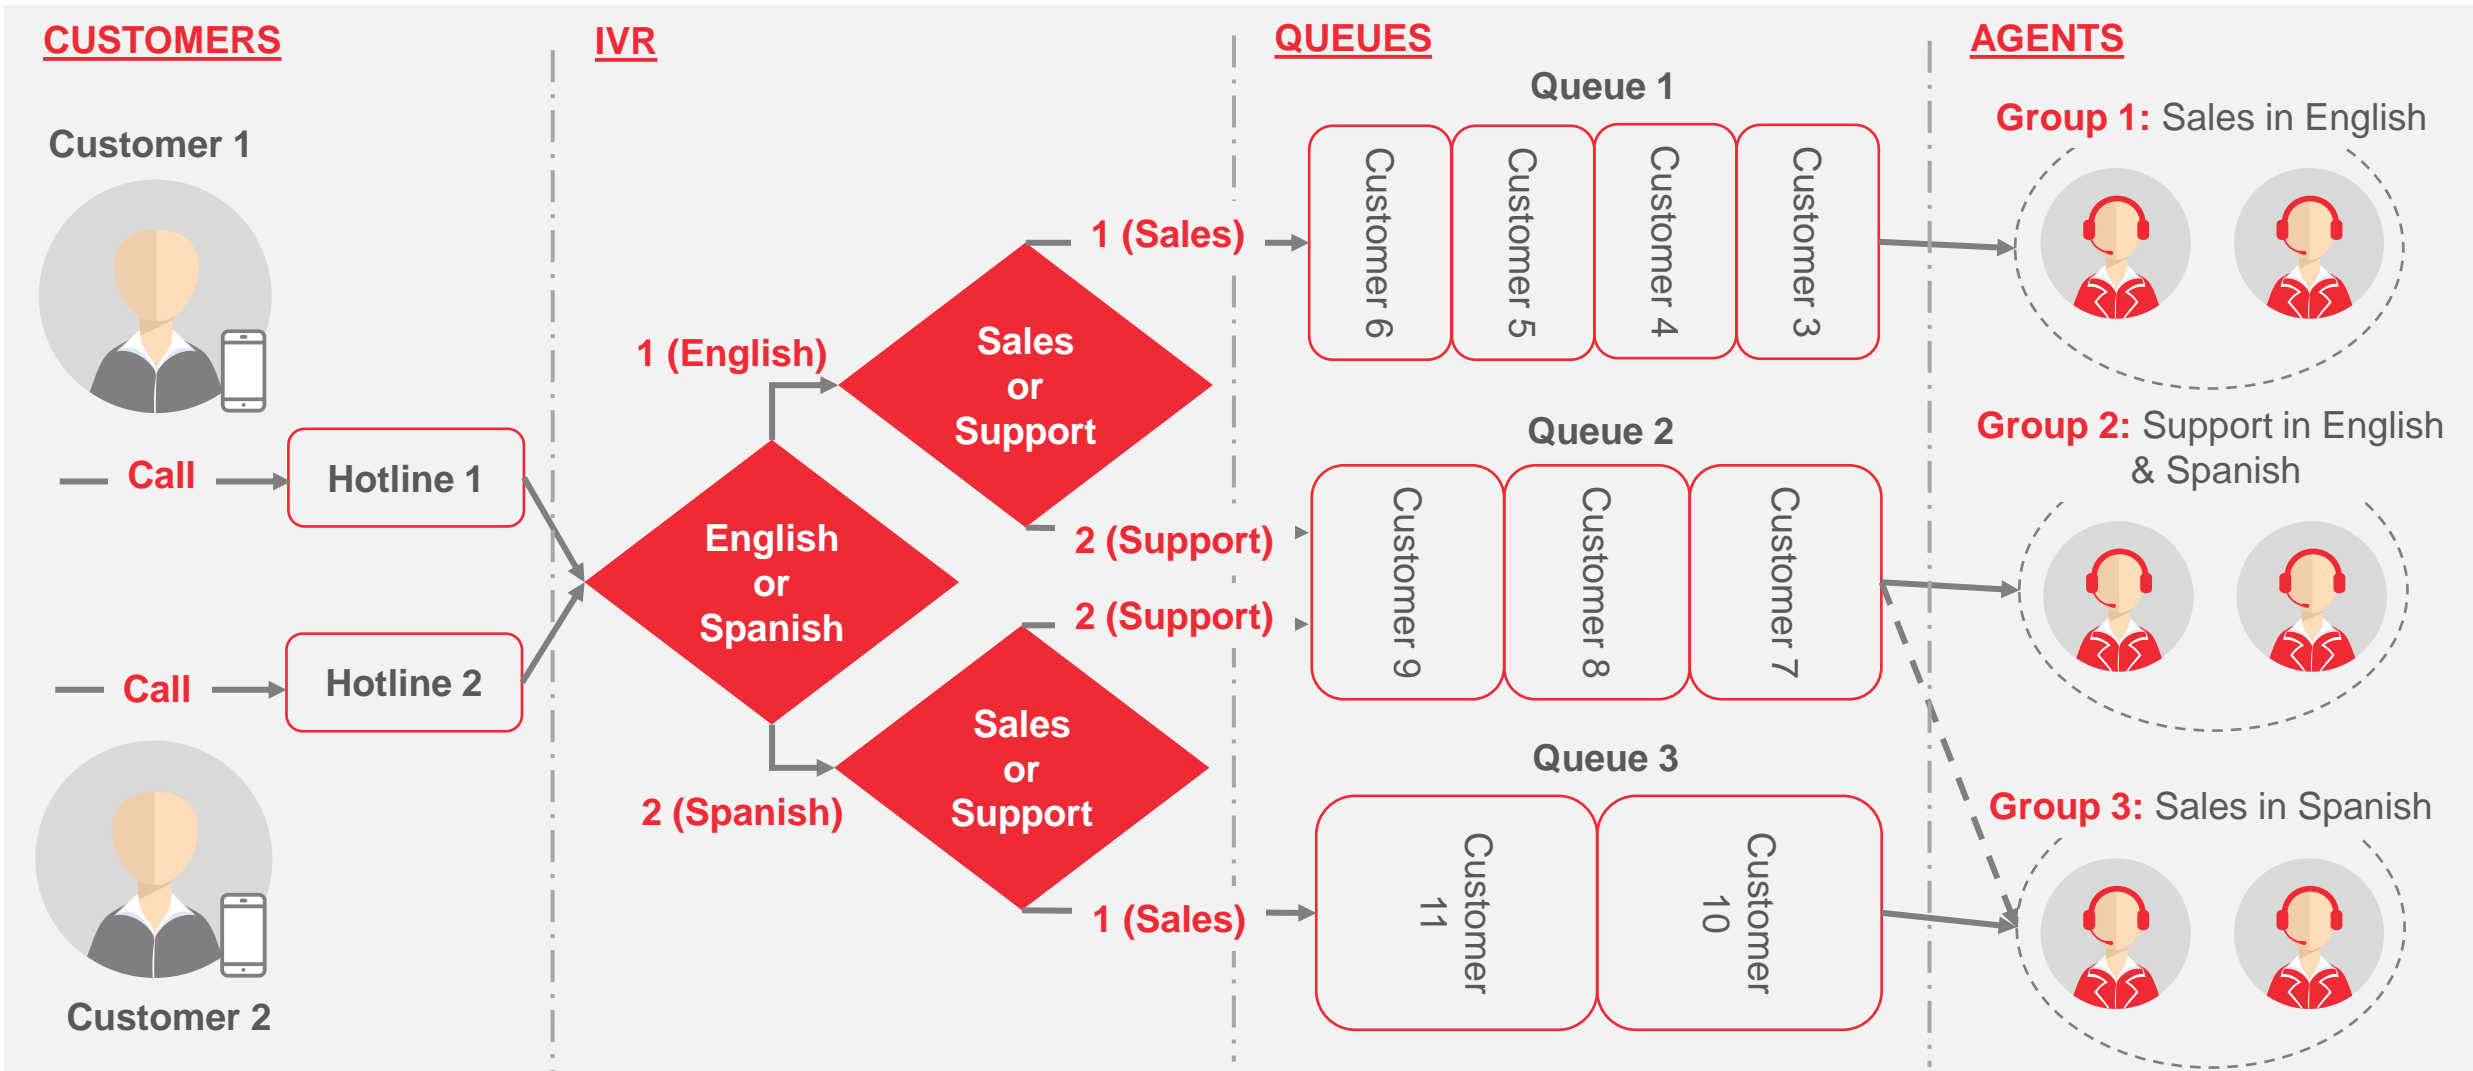 CUSTOMERS
Customer 1
Call
Hotline 1
Call
Hotline 2
Customer 2
IVR
English
or
Spanish
1 (English)
Sales
or
Support
1 (Sales)
2 (Support)
2 (Spanish)
Sales
or
Support
2 (Support)
1 (Sales)
QUEUES
Queue 1
Customer 6
Customer 5
Customer 4
Customer 3
Queue 2
Customer 9
Customer 8
Customer 7
Queue 3
Customer
11
Customer
10
AGENTS
Group 1: Sales in English
Group 2: Support in English
& Spanish
Group 3: Sales in Spanish